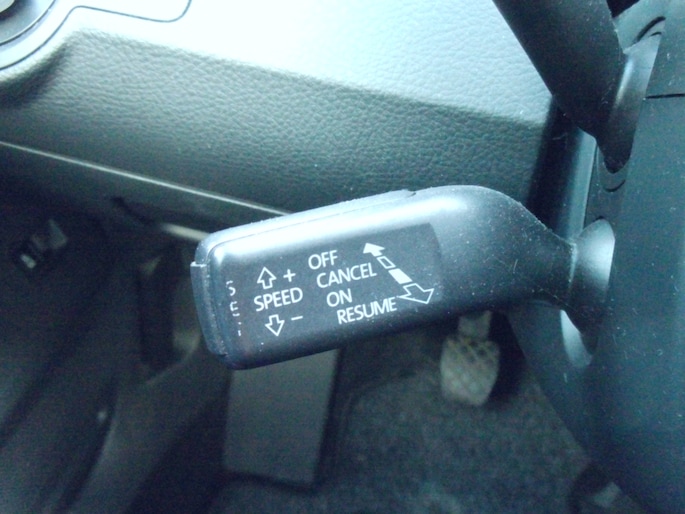 S
E
+
SPEED
-
OFF
CANCEL
ON
RESUME